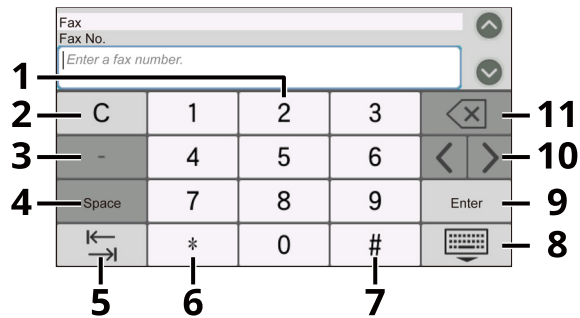 Fax
Fax No.
Enter a fax number.
1
2 C 1 2 3 11
3 - 4 5 6 10
4 Space 7 8 9 Enter 9
* 0 # 8
5 6 7